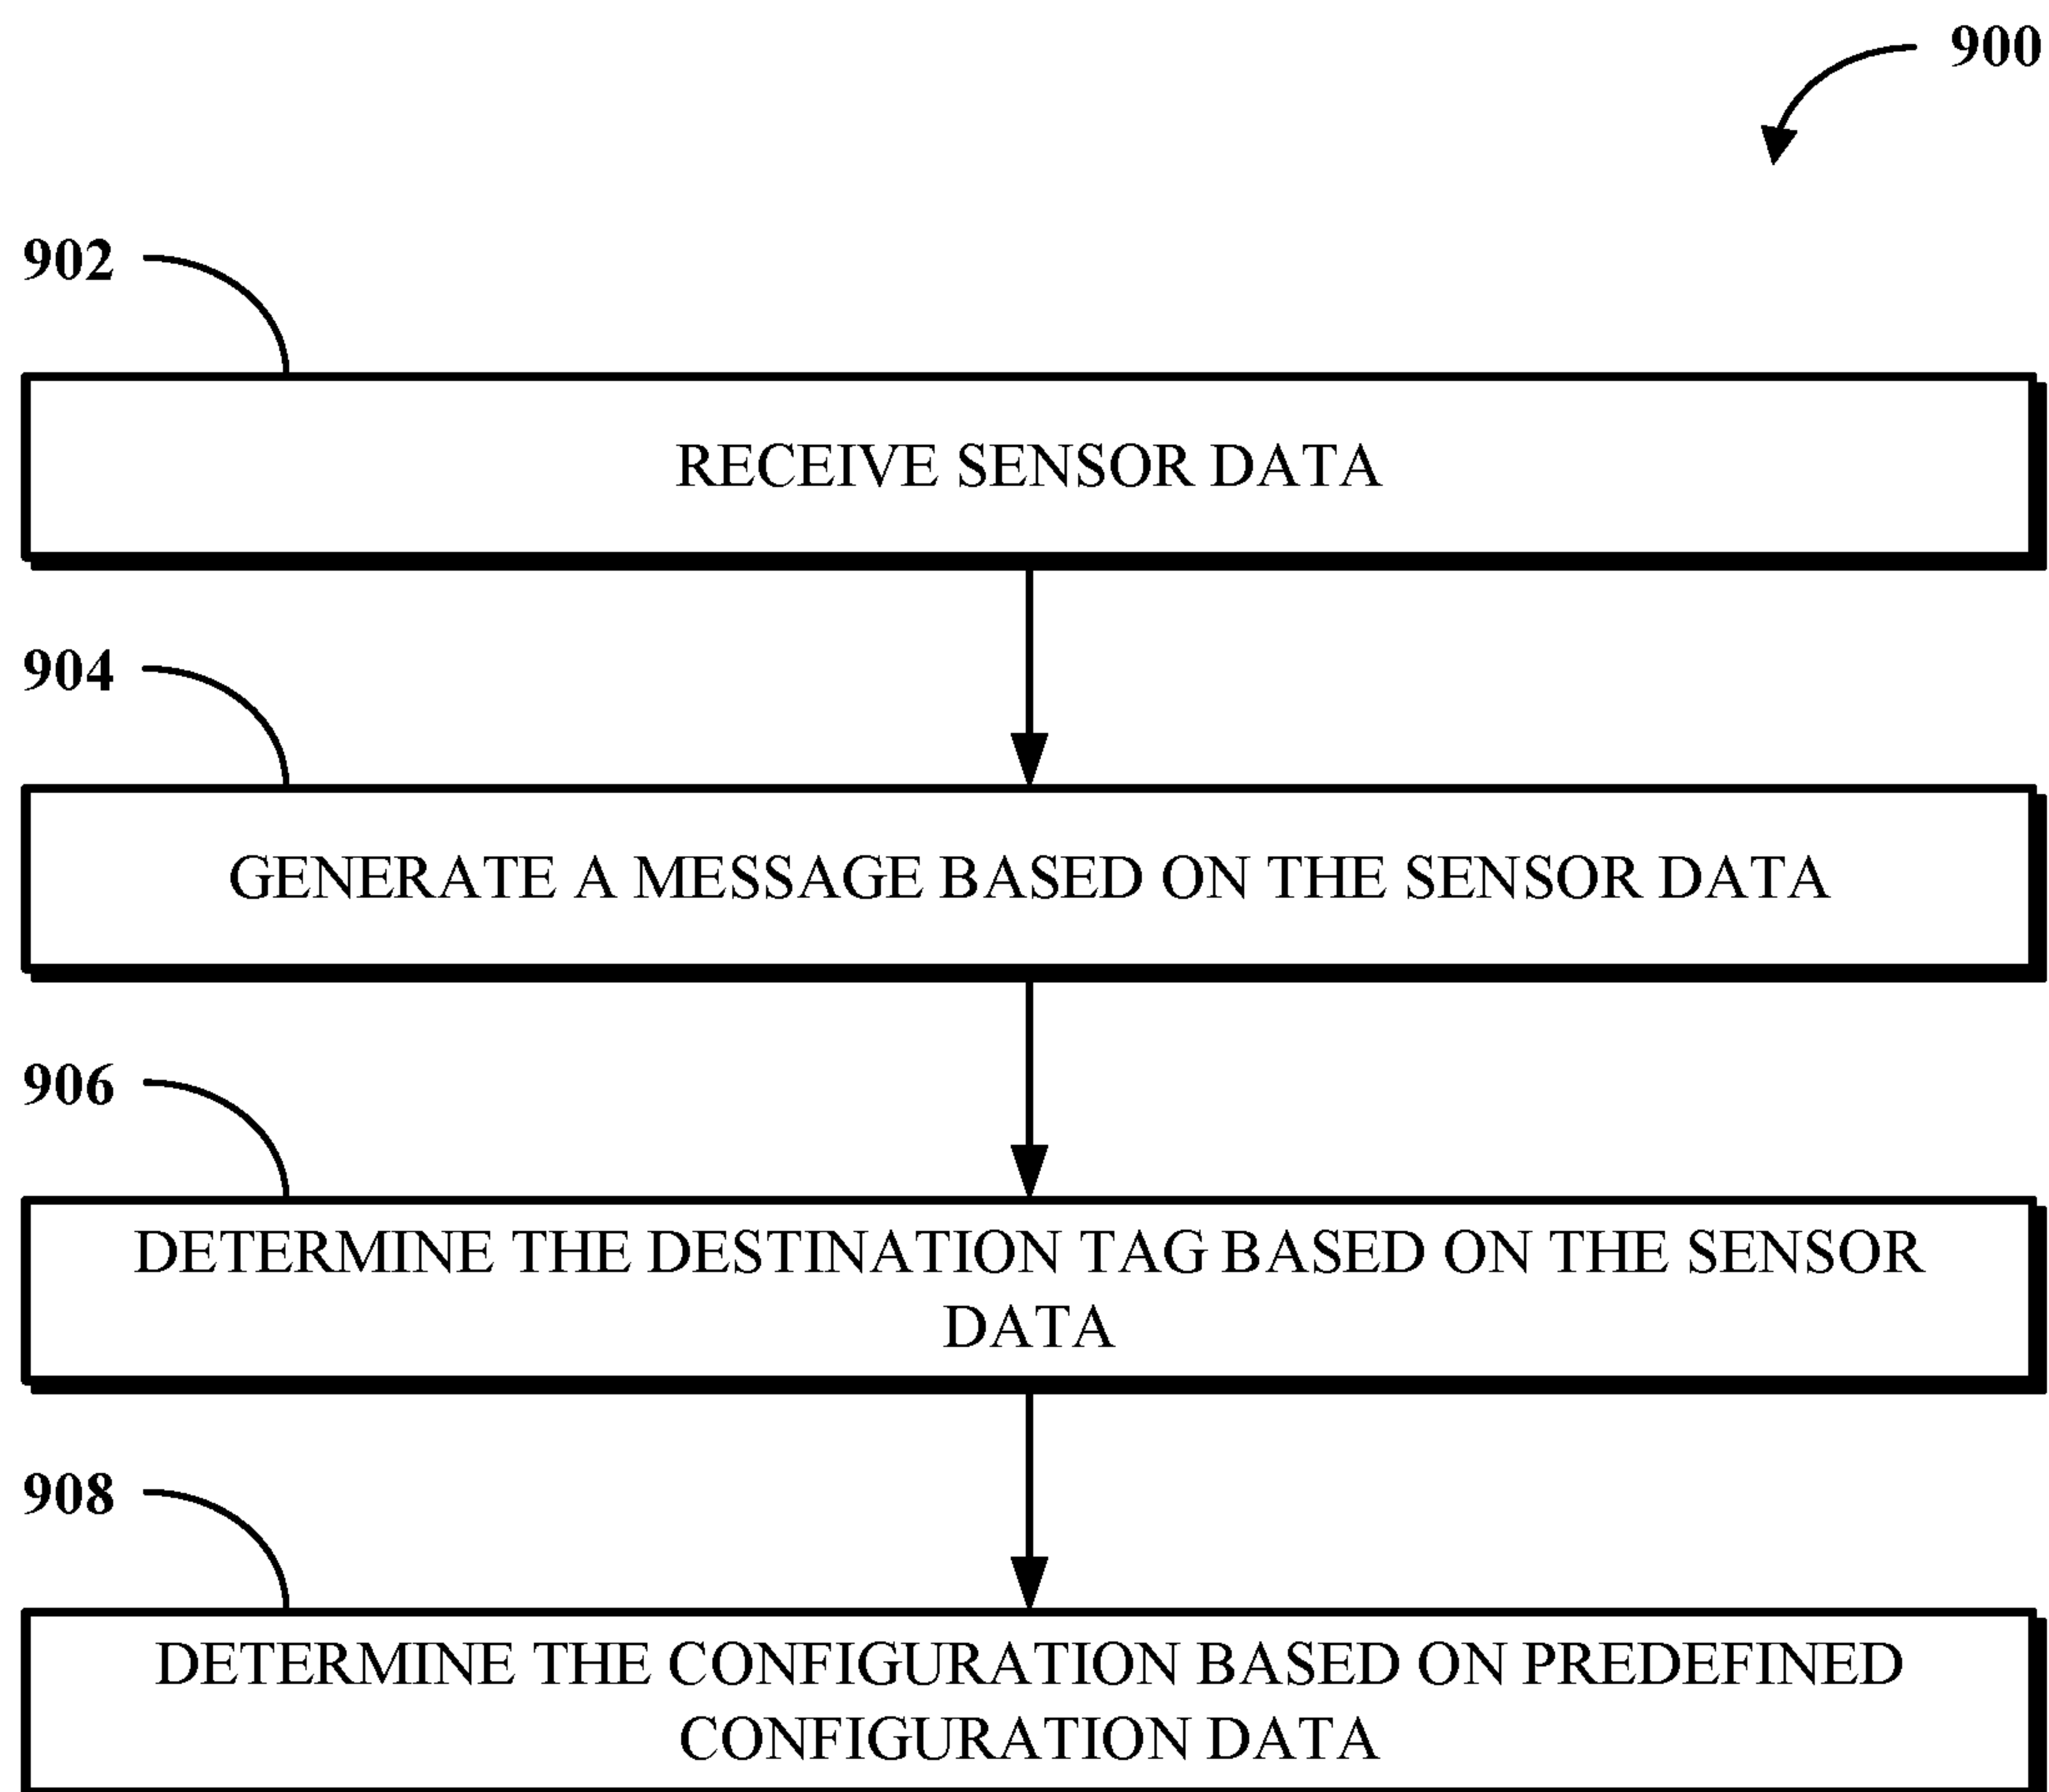 900
902
RECEIVE SENSOR DATA
904
GENERATE A MESSAGE BASED ON THE SENSOR DATA
906
DETERMINE THE DESTINATION TAG BASED ON THE SENSOR
DATA
908
DETERMINE THE CONFIGURATION BASED ON PREDEFINED
CONFIGURATION DATA